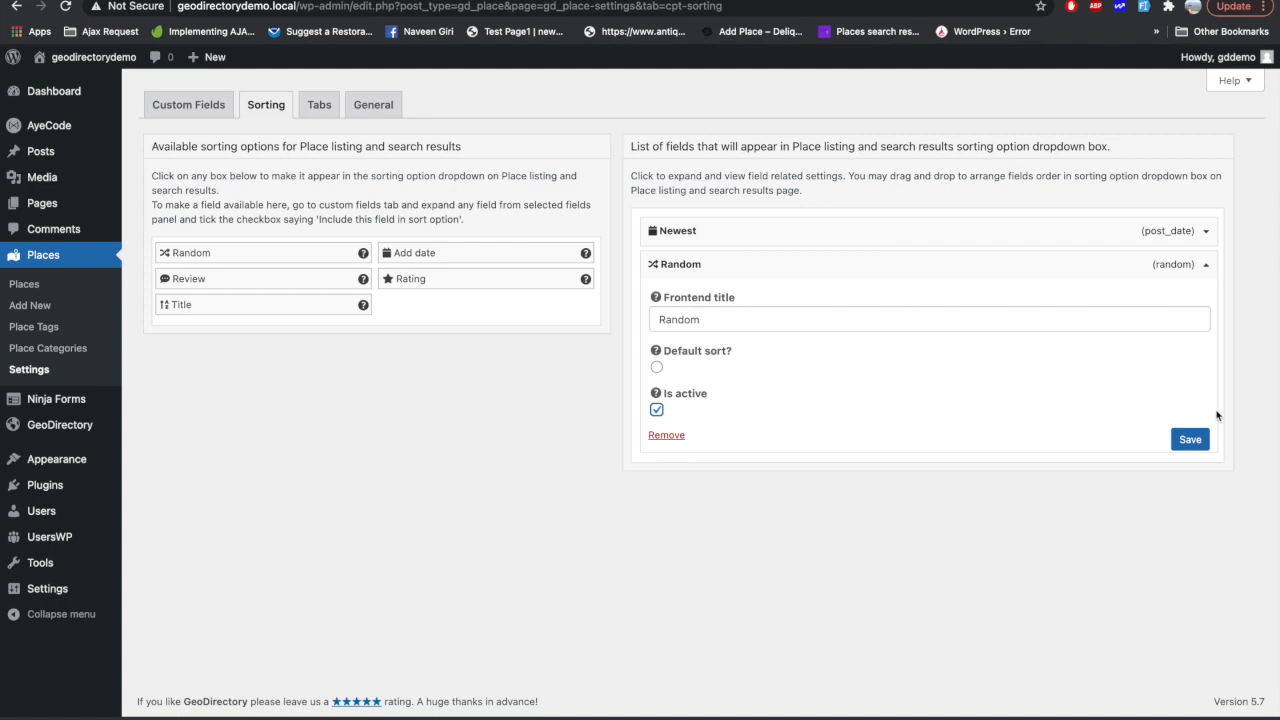 Not Secure | geodirectorydemo.local/wp-admin/edit.php?post_type=gd_place&page=gd_place-settings&tab=cpt-sorting
ABP
Update
Apps
Ajax Request
Implementing AJA...
Suggest a Restora...
Naveen Giri
Test Page1 | new...
https://www.antiq...
Add Place – Deliq...
Places search res...
WordPress › Error
»
Other Bookmarks
geodirectorydemo
0
New
Howdy, gddemo
Help
Dashboard
AyeCode
Posts
Media
Pages
Comments
Places
Places
Add New
Place Tags
Place Categories
Settings
Ninja Forms
GeoDirectory
Appearance
Plugins
Users
UsersWP
Tools
Settings
Collapse menu
Custom Fields
Sorting
Tabs
General
Available sorting options for Place listing and search results
Click on any box below to make it appear in the sorting option dropdown on Place listing and
search results.
To make a field available here, go to custom fields tab and expand any field from selected fields
panel and tick the checkbox saying 'Include this field in sort option'.
Random
Add date
Review
Rating
Title
List of fields that will appear in Place listing and search results sorting option dropdown box.
Click to expand and view field related settings. You may drag and drop to arrange fields order in sorting option dropdown box on
Place listing and search results page.
Newest (post_date)
Random (random)
Frontend title
Random
Default sort?
Is active
Remove
Save
If you like GeoDirectory please leave us a ★★★★★ rating. A huge thanks in advance!
Version 5.7